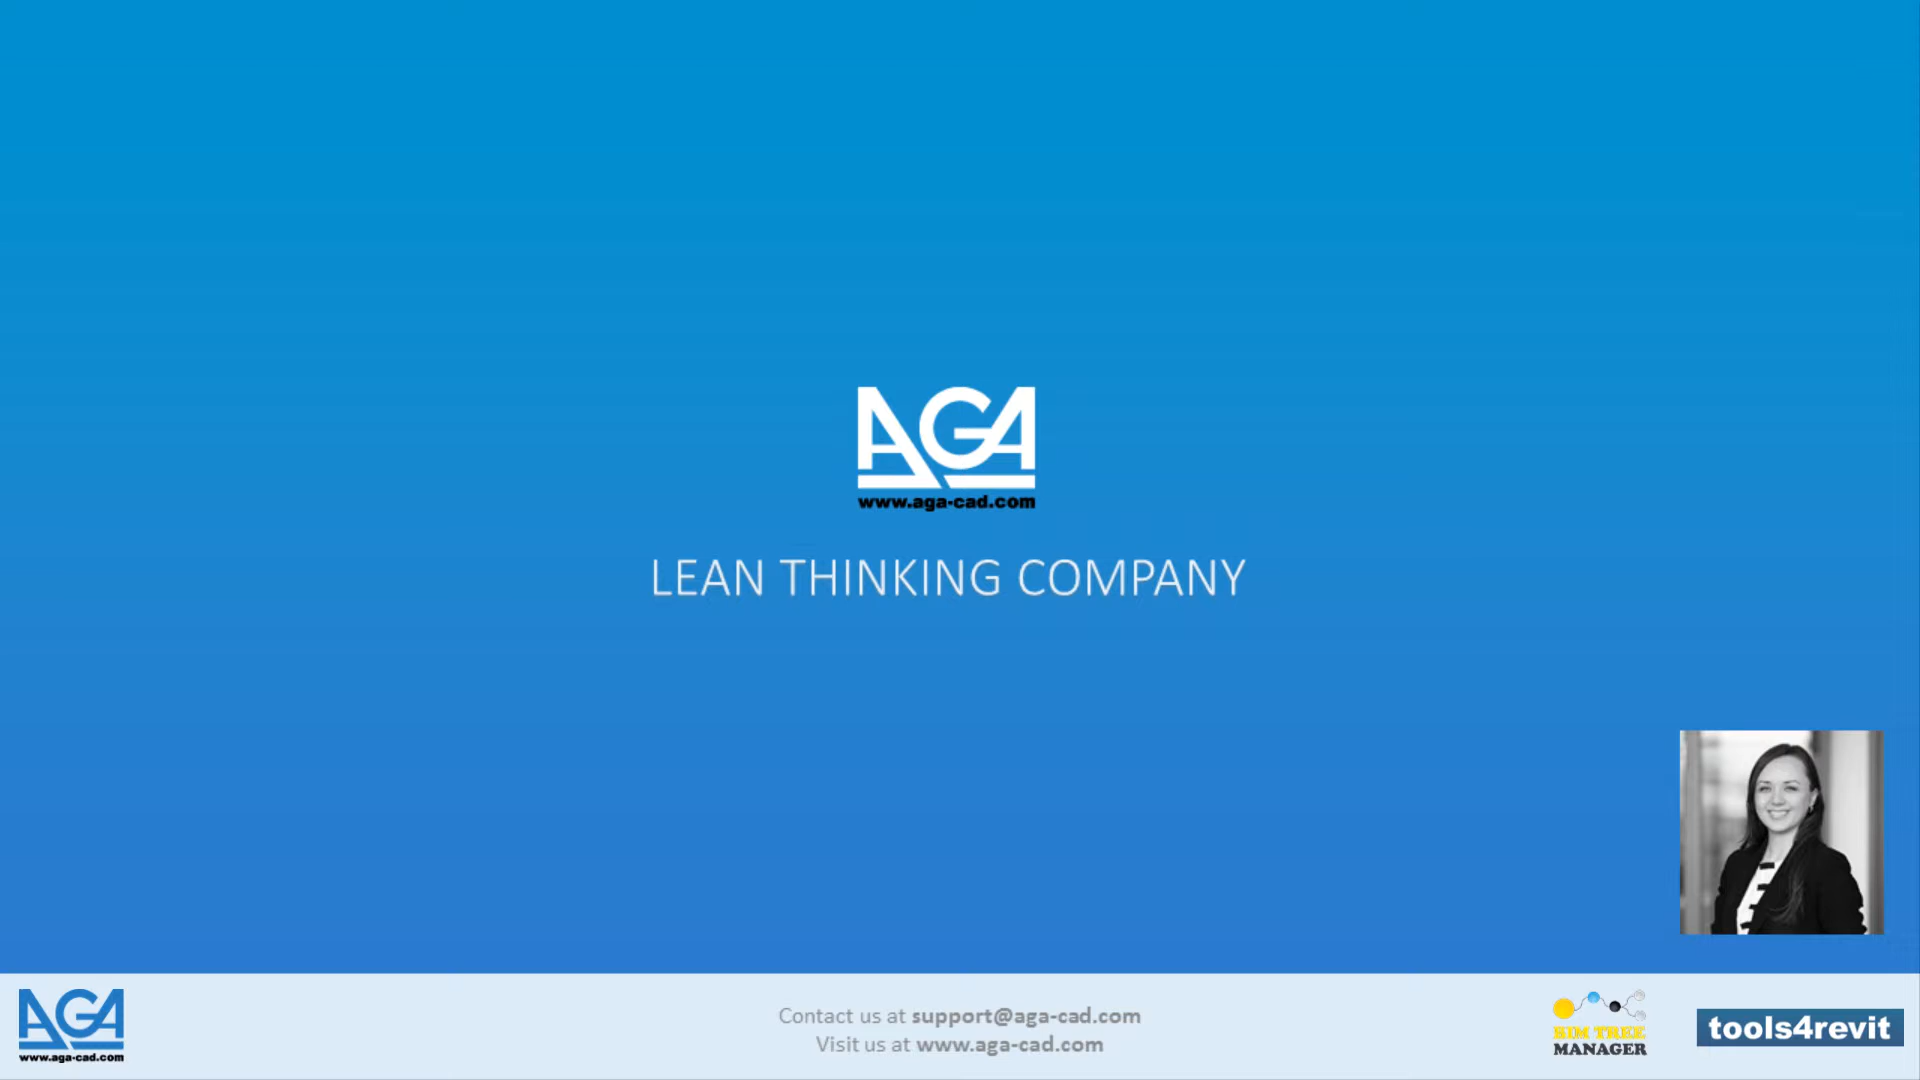 AGA
www.aga-cad.com
LEAN THINKING COMPANY
AGA
www.aga-cad.com
Contact us at support@aga-cad.com
Visit us at www.aga-cad.com
BIM TREE
MANAGER
tools4revit